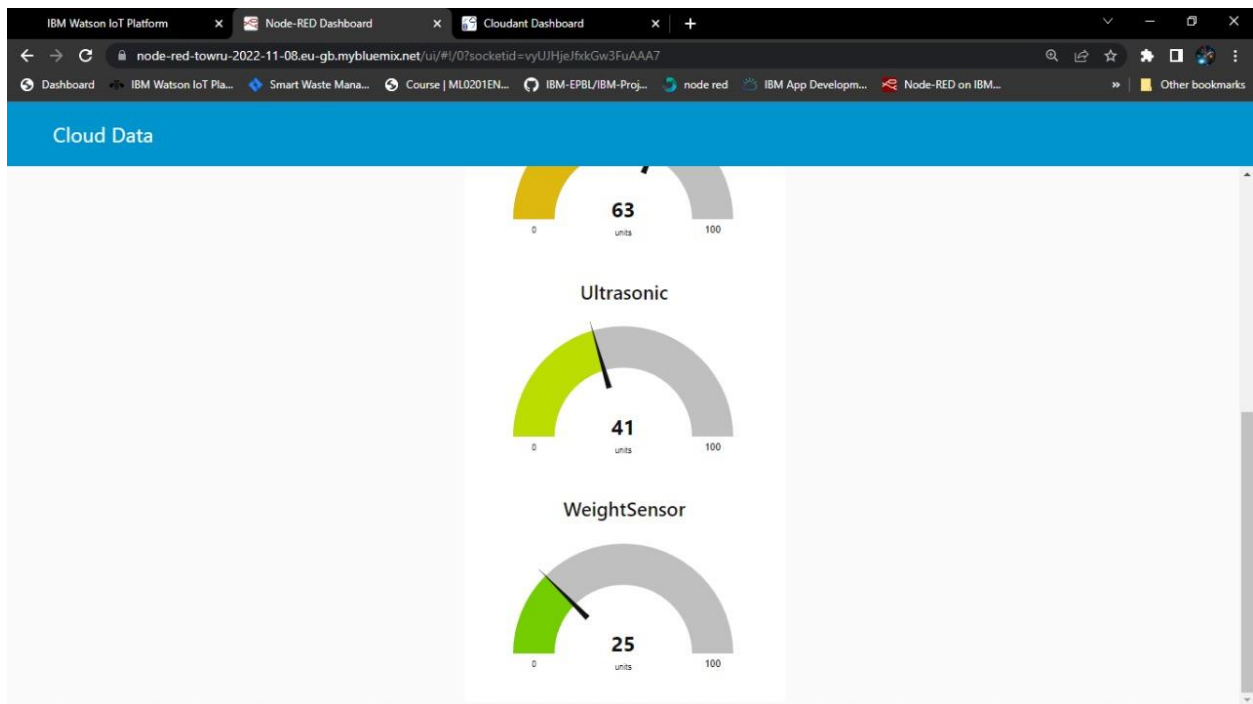 IBM Watson IoT Platform Node-RED Dashboard Cloudant Dashboard
node-red-towru-2022-11-08.eu-gb.mybluemix.net/ui/#!/0?socketid=vyUJHjeJfxkGw3FuAAA7
Dashboard IBM Watson IoT Pla... Smart Waste Mana... Course | ML0201EN... IBM-EPBL/IBM-Proj... node red IBM App Developm... Node-RED on IBM... » Other bookmarks
Cloud Data
63
0 units 100
Ultrasonic
41
0 units 100
WeightSensor
25
0 units 100